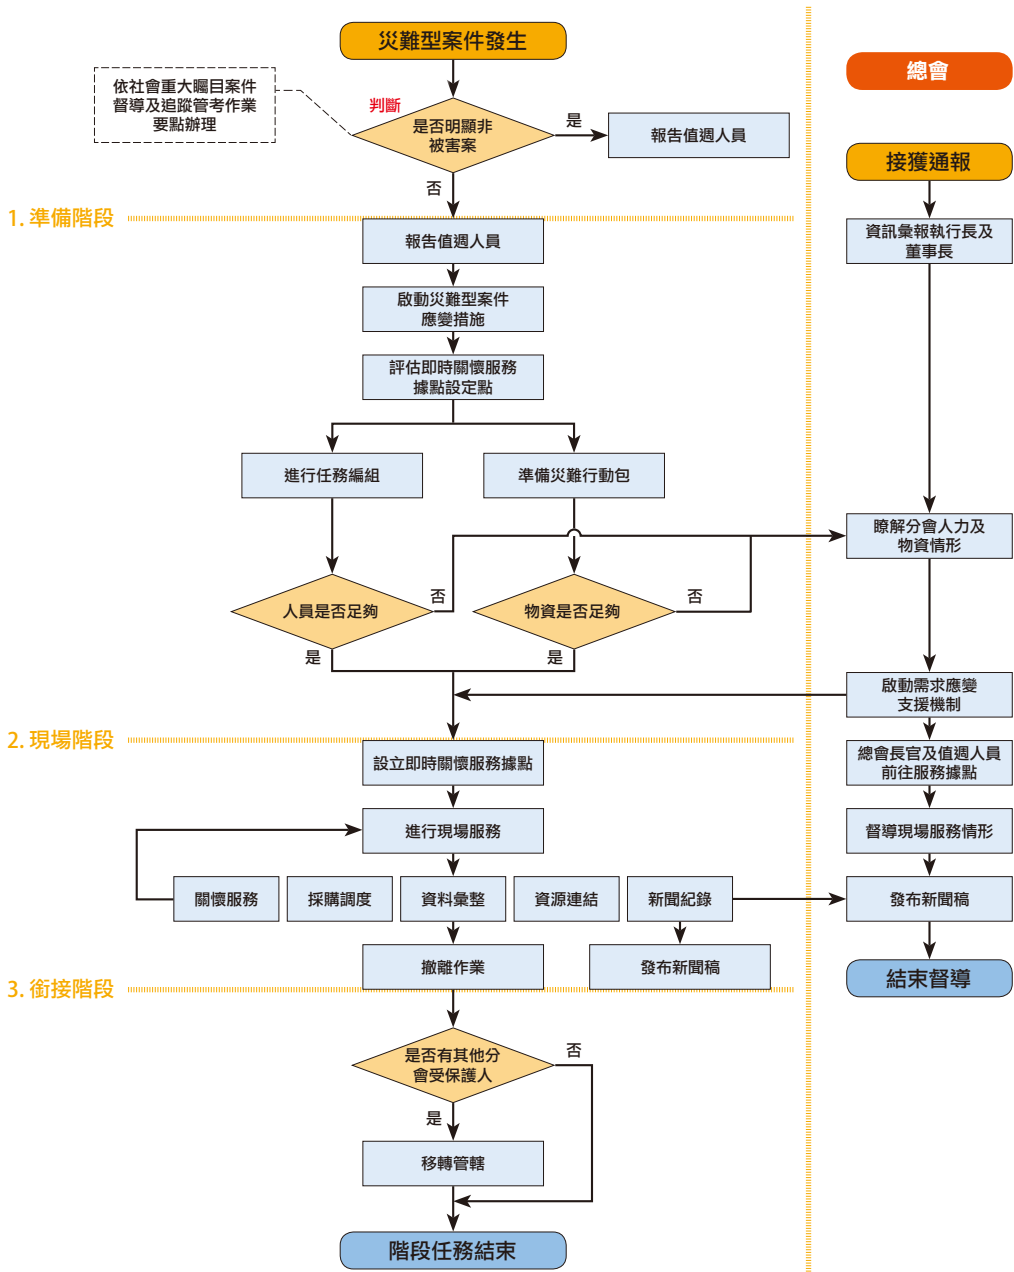 災難型案件發生
總會
依社會重大矚目案件
督導及追蹤管考作業
要點辦理
判斷
是否明顯非
被害案
是
報告值週人員
接獲通報
否
1. 準備階段
報告值週人員
資訊彙報執行長及
董事長
啟動災難型案件
應變措施
評估即時關懷服務
據點設定點
進行任務編組
準備災難行動包
瞭解分會人力及
物資情形
人員是否足夠
否
物資是否足夠
否
是
是
啟動需求應變
支援機制
2. 現場階段
設立即時關懷服務據點
總會長官及值週人員
前往服務據點
進行現場服務
督導現場服務情形
關懷服務
採購調度
資料彙整
資源連結
新聞紀錄
發布新聞稿
撤離作業
發布新聞稿
結束督導
3. 銜接階段
是否有其他分
會受保護人
否
是
移轉管轄
階段任務結束